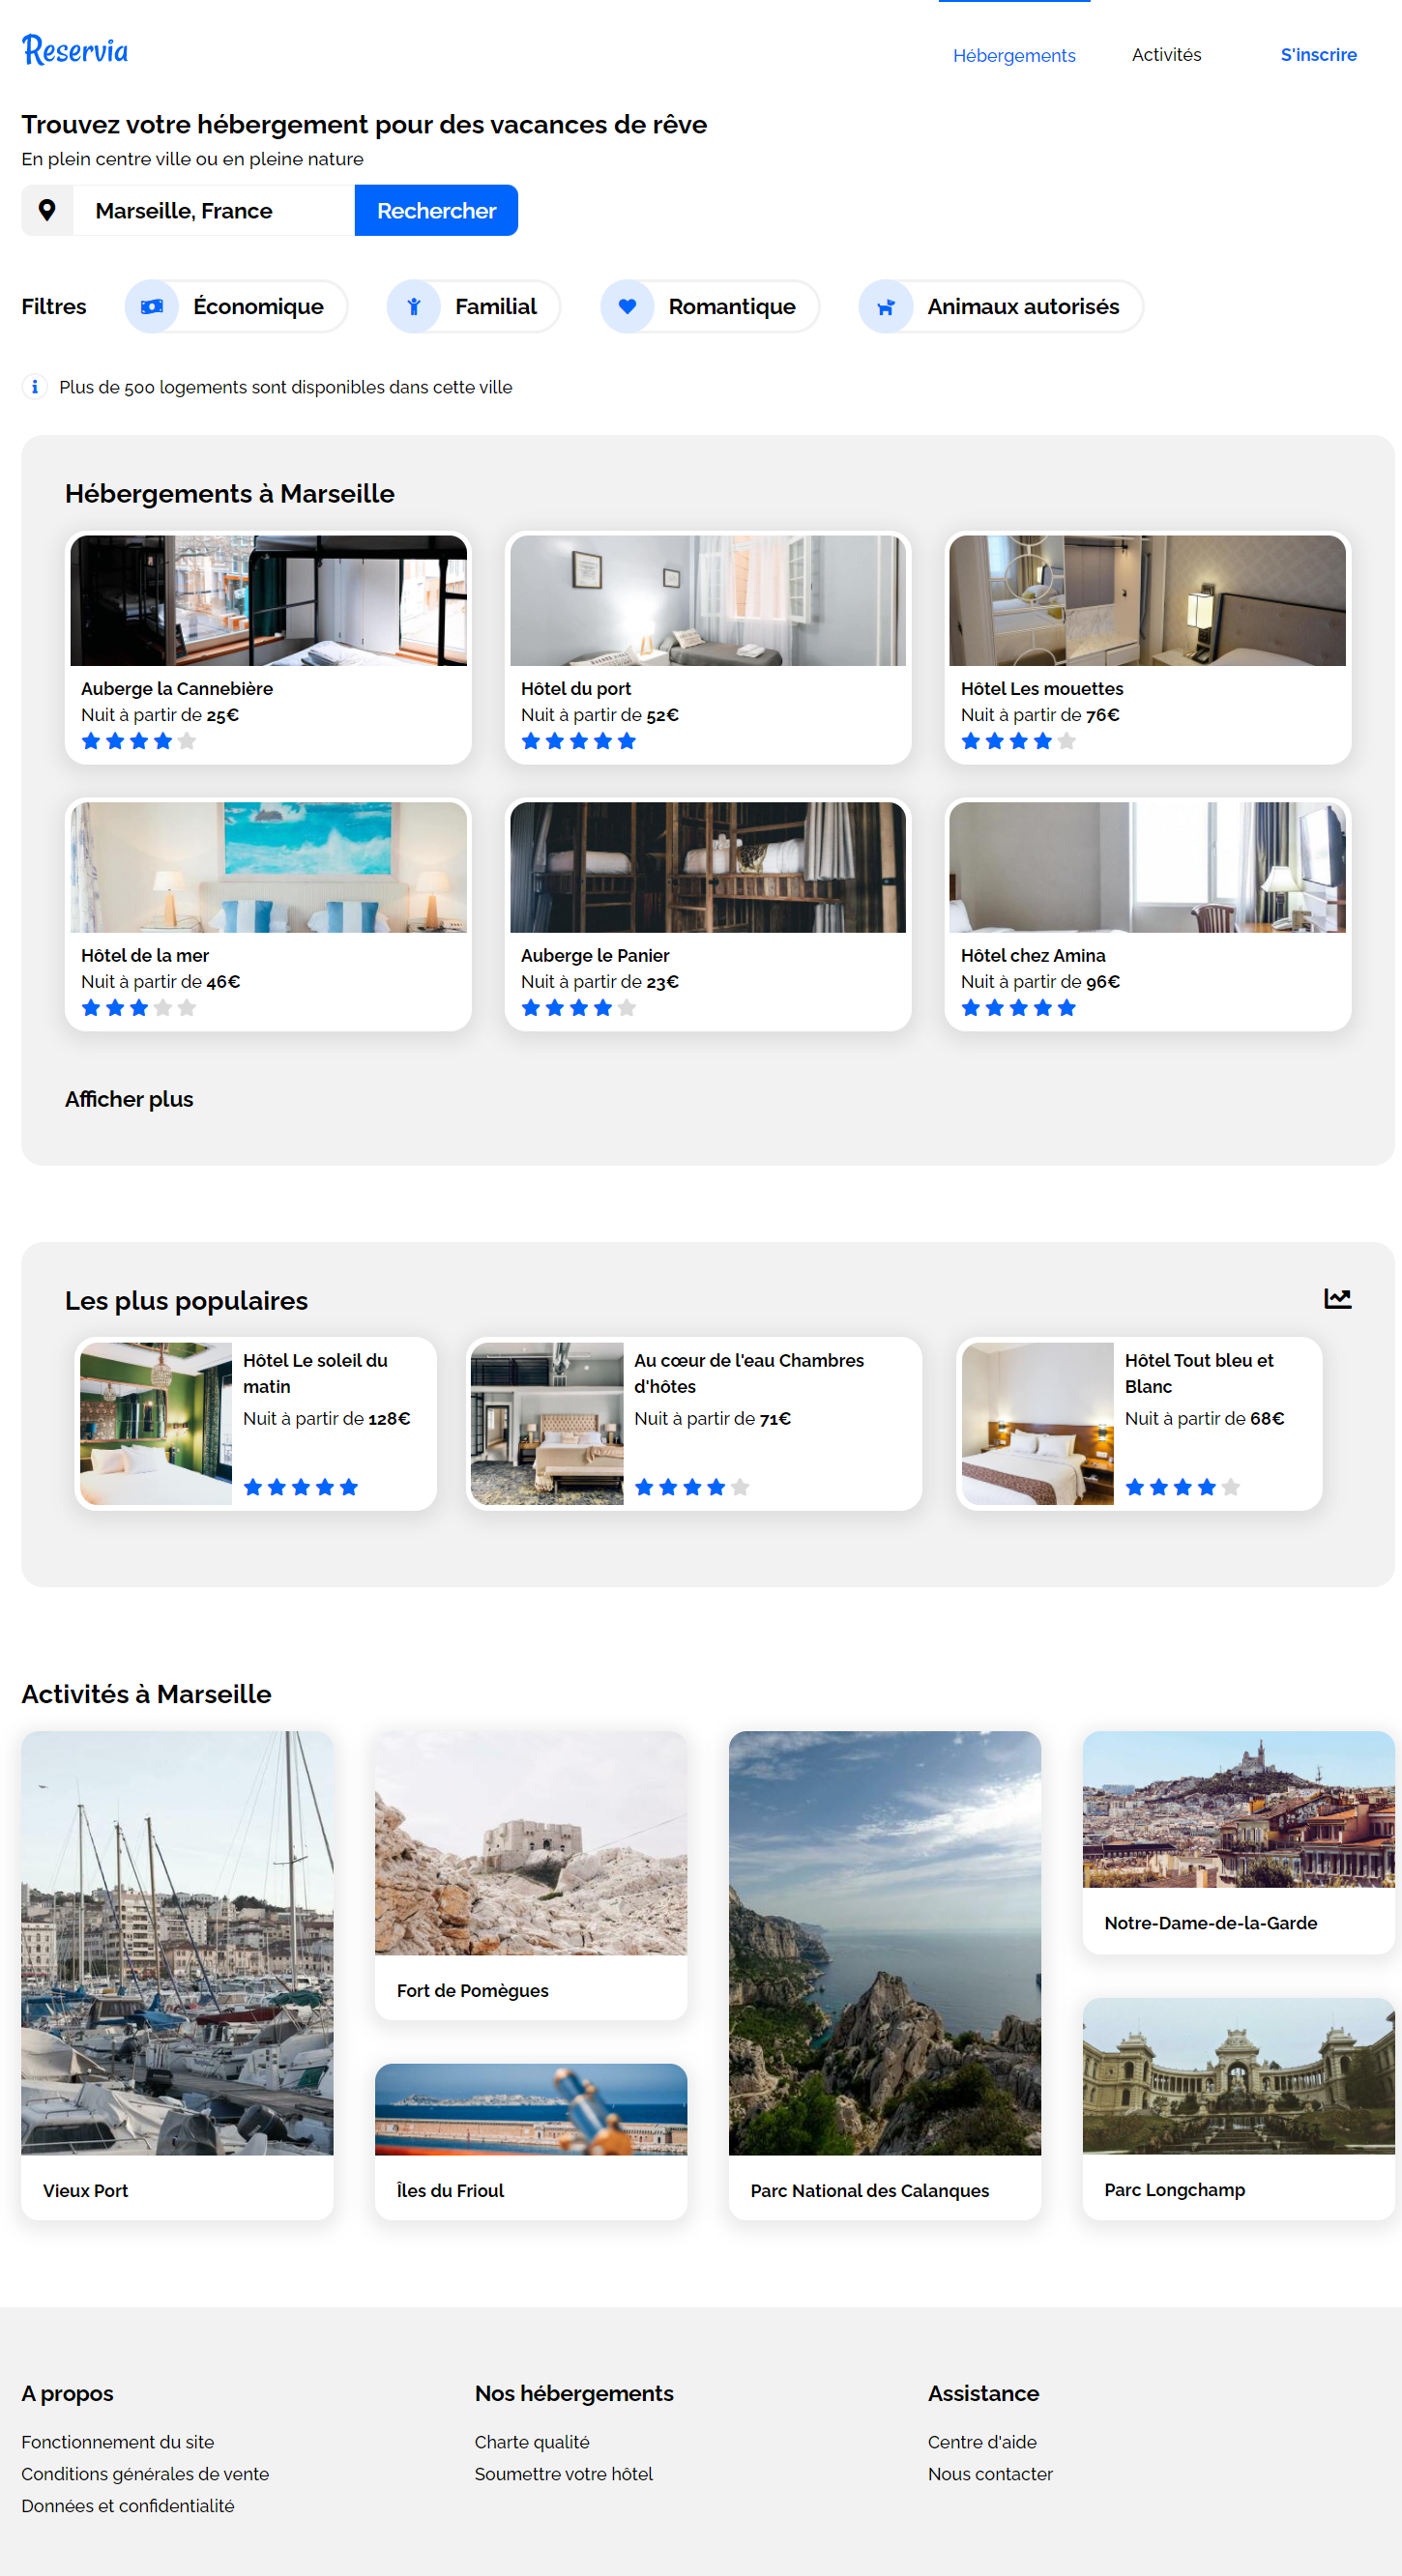 Reservia
Hébergements
Activités
S'inscrire
Trouvez votre hébergement pour des vacances de rêve
En plein centre ville ou en pleine nature
Marseille, France
Rechercher
Filtres
Économique
Familial
Romantique
Animaux autorisés
Plus de 500 logements sont disponibles dans cette ville
Hébergements à Marseille
Auberge la Cannebière
Nuit à partir de 25€
Hôtel du port
Nuit à partir de 52€
Hôtel Les mouettes
Nuit à partir de 76€
Hôtel de la mer
Nuit à partir de 46€
Auberge le Panier
Nuit à partir de 23€
Hôtel chez Amina
Nuit à partir de 96€
Afficher plus
Les plus populaires
Hôtel Le soleil du
matin
Nuit à partir de 128€
Au cœur de l'eau Chambres
d'hôtes
Nuit à partir de 71€
Hôtel Tout bleu et
Blanc
Nuit à partir de 68€
Activités à Marseille
Vieux Port
Fort de Pomègues
Îles du Frioul
Parc National des Calanques
Notre-Dame-de-la-Garde
Parc Longchamp
A propos
Fonctionnement du site
Conditions générales de vente
Données et confidentialité
Nos hébergements
Charte qualité
Soumettre votre hôtel
Assistance
Centre d'aide
Nous contacter